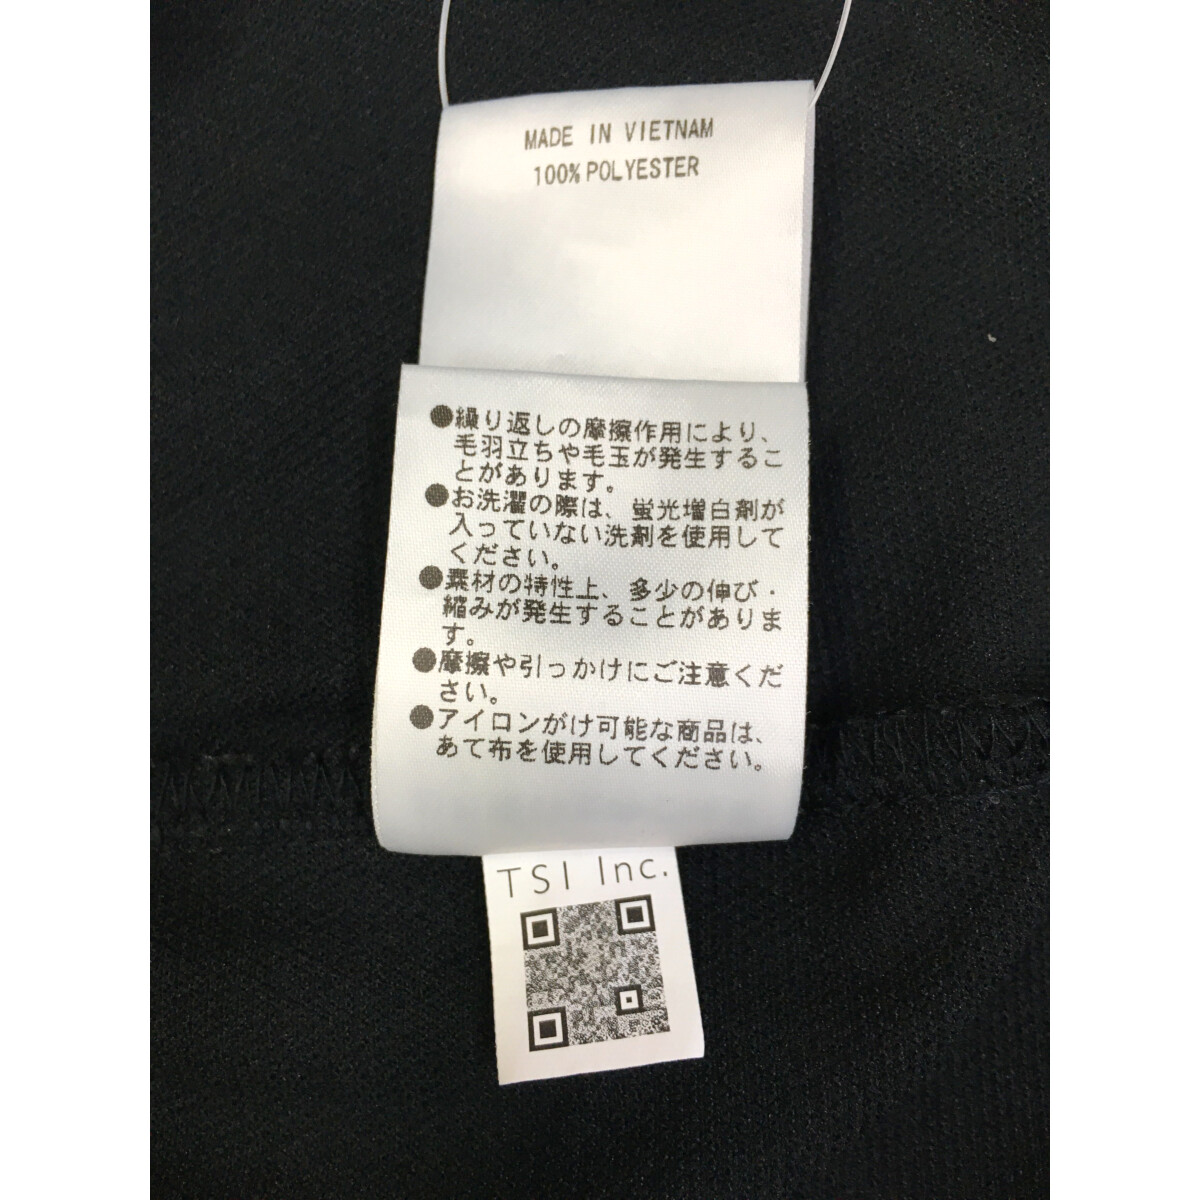 MADE IN VIETNAM
100% POLYESTER
●繰り返しの摩擦作用により、
毛羽立ちや毛玉が発生するこ
とがあります。
●お洗濯の際は、蛍光増白剤が
入っていない洗剤を使用して
ください。
●素材の特性上、多少の伸び・
縮みが発生することがありま
す。
●摩擦や引っかけにご注意くだ
さい。
●アイロンがけ可能な商品は、
あて布を使用してください。
TSI Inc.